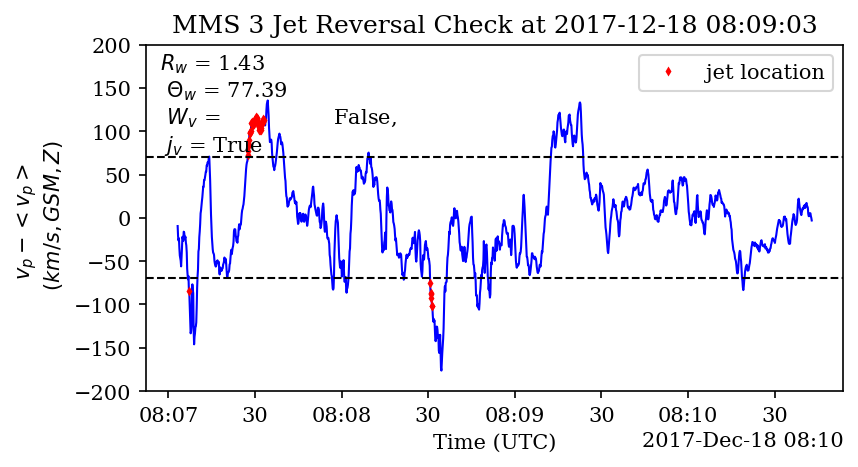 MMS 3 Jet Reversal Check at 2017-12-18 08:09:03
R_w = 1.43
Θ_w = 77.39
W_v = False,
j_v = True
jet location
v_p − < v_p >
(km/s, GSM, Z)
200
150
100
50
0
−50
−100
−150
−200
08:07 30 08:08 30 08:09 30 08:10 30
Time (UTC) 2017-Dec-18 08:10